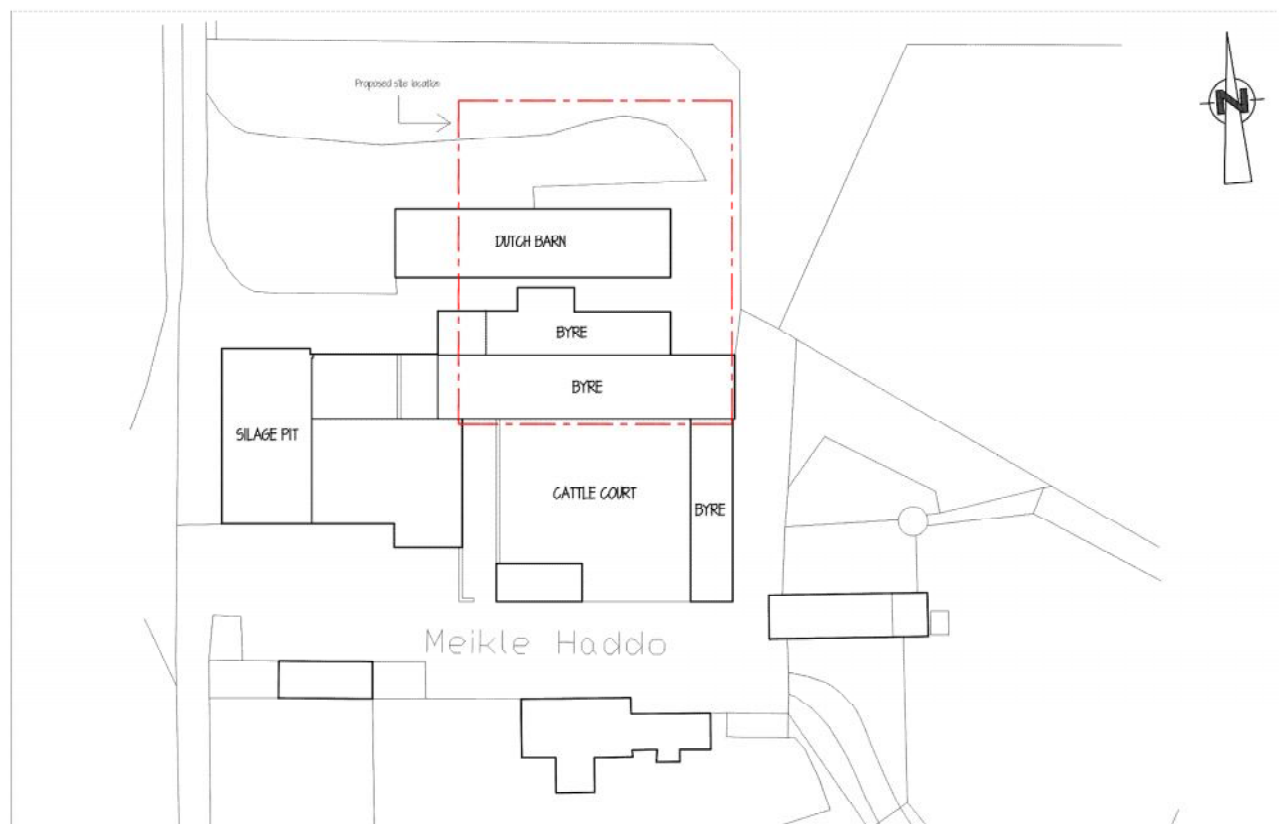 Proposed site location
N
DUTCH BARN
BYRE
BYRE
SILAGE PIT
CATTLE COURT
BYRE
Meikle Haddo